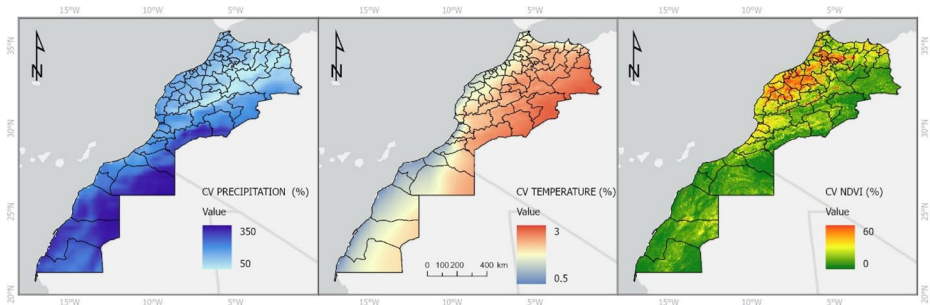 15°W 10°W 5°W 15°W 10°W 5°W 15°W 10°W 5°W
35°N 35°N
N N N
30°N 30°N
CV PRECIPITATION (%) CV TEMPERATURE (%) CV NDVI (%)
Value Value Value
25°N 25°N
350 3 60
50 0.5 0
0 100 200 400 km
20°N 20°N
15°W 10°W 5°W 15°W 10°W 5°W 15°W 10°W 5°W